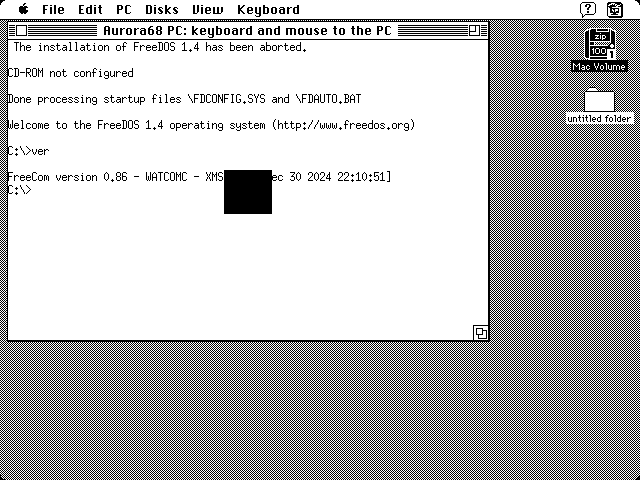 File Edit PC Disks View Keyboard
Aurora68 PC: keyboard and mouse to the PC
The installation of FreeDOS 1.4 has been aborted.
CD-ROM not configured
Done processing startup files \FDCONFIG.SYS and \FDAUTO.BAT
Welcome to the FreeDOS 1.4 operating system (http://www.freedos.org)
C:\>ver
FreeCom version 0.86 - WATCOMC - XMS ec 30 2024 22:10:51]
C:\>
zip
100
Mac Volume
untitled folder